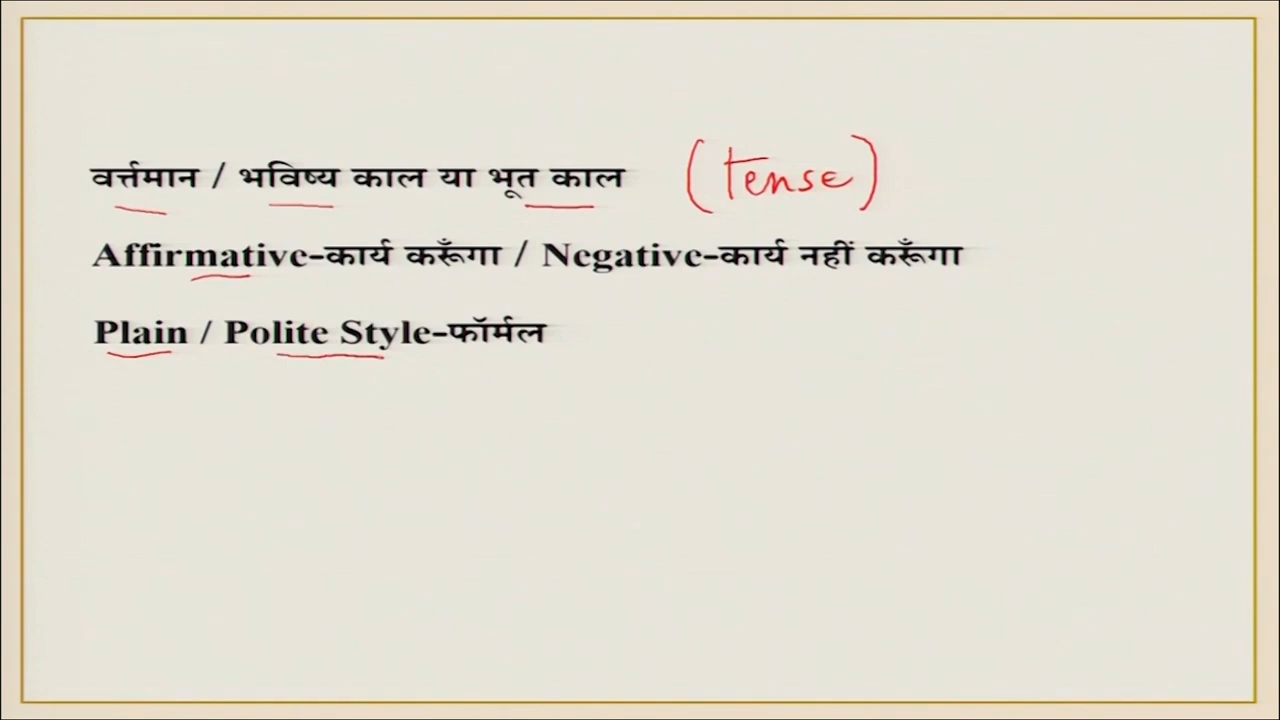 वर्त्तमान / भविष्य काल या भूत काल (tense)
Affirmative-कार्य करूँगा / Negative-कार्य नहीं करूँगा
Plain / Polite Style-फॉर्मल